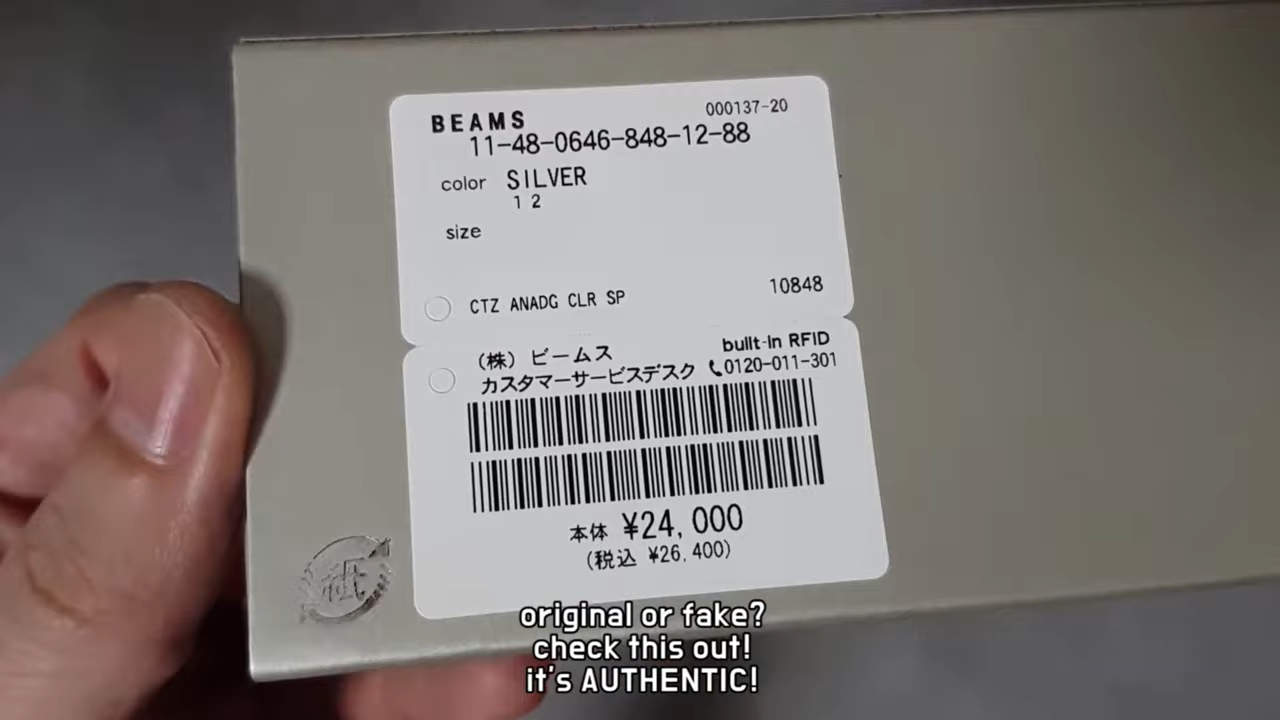 BEAMS
000137-20
11-48-0646-848-12-88
color SILVER
12
size
CTZ ANADG CLR SP
10848
(株) ビームス
built-in RFID
カスタマーサービスデスク
0120-011-301
本体 ¥24,000
(税込 ¥26,400)
紙
original or fake?
check this out!
it's AUTHENTIC!